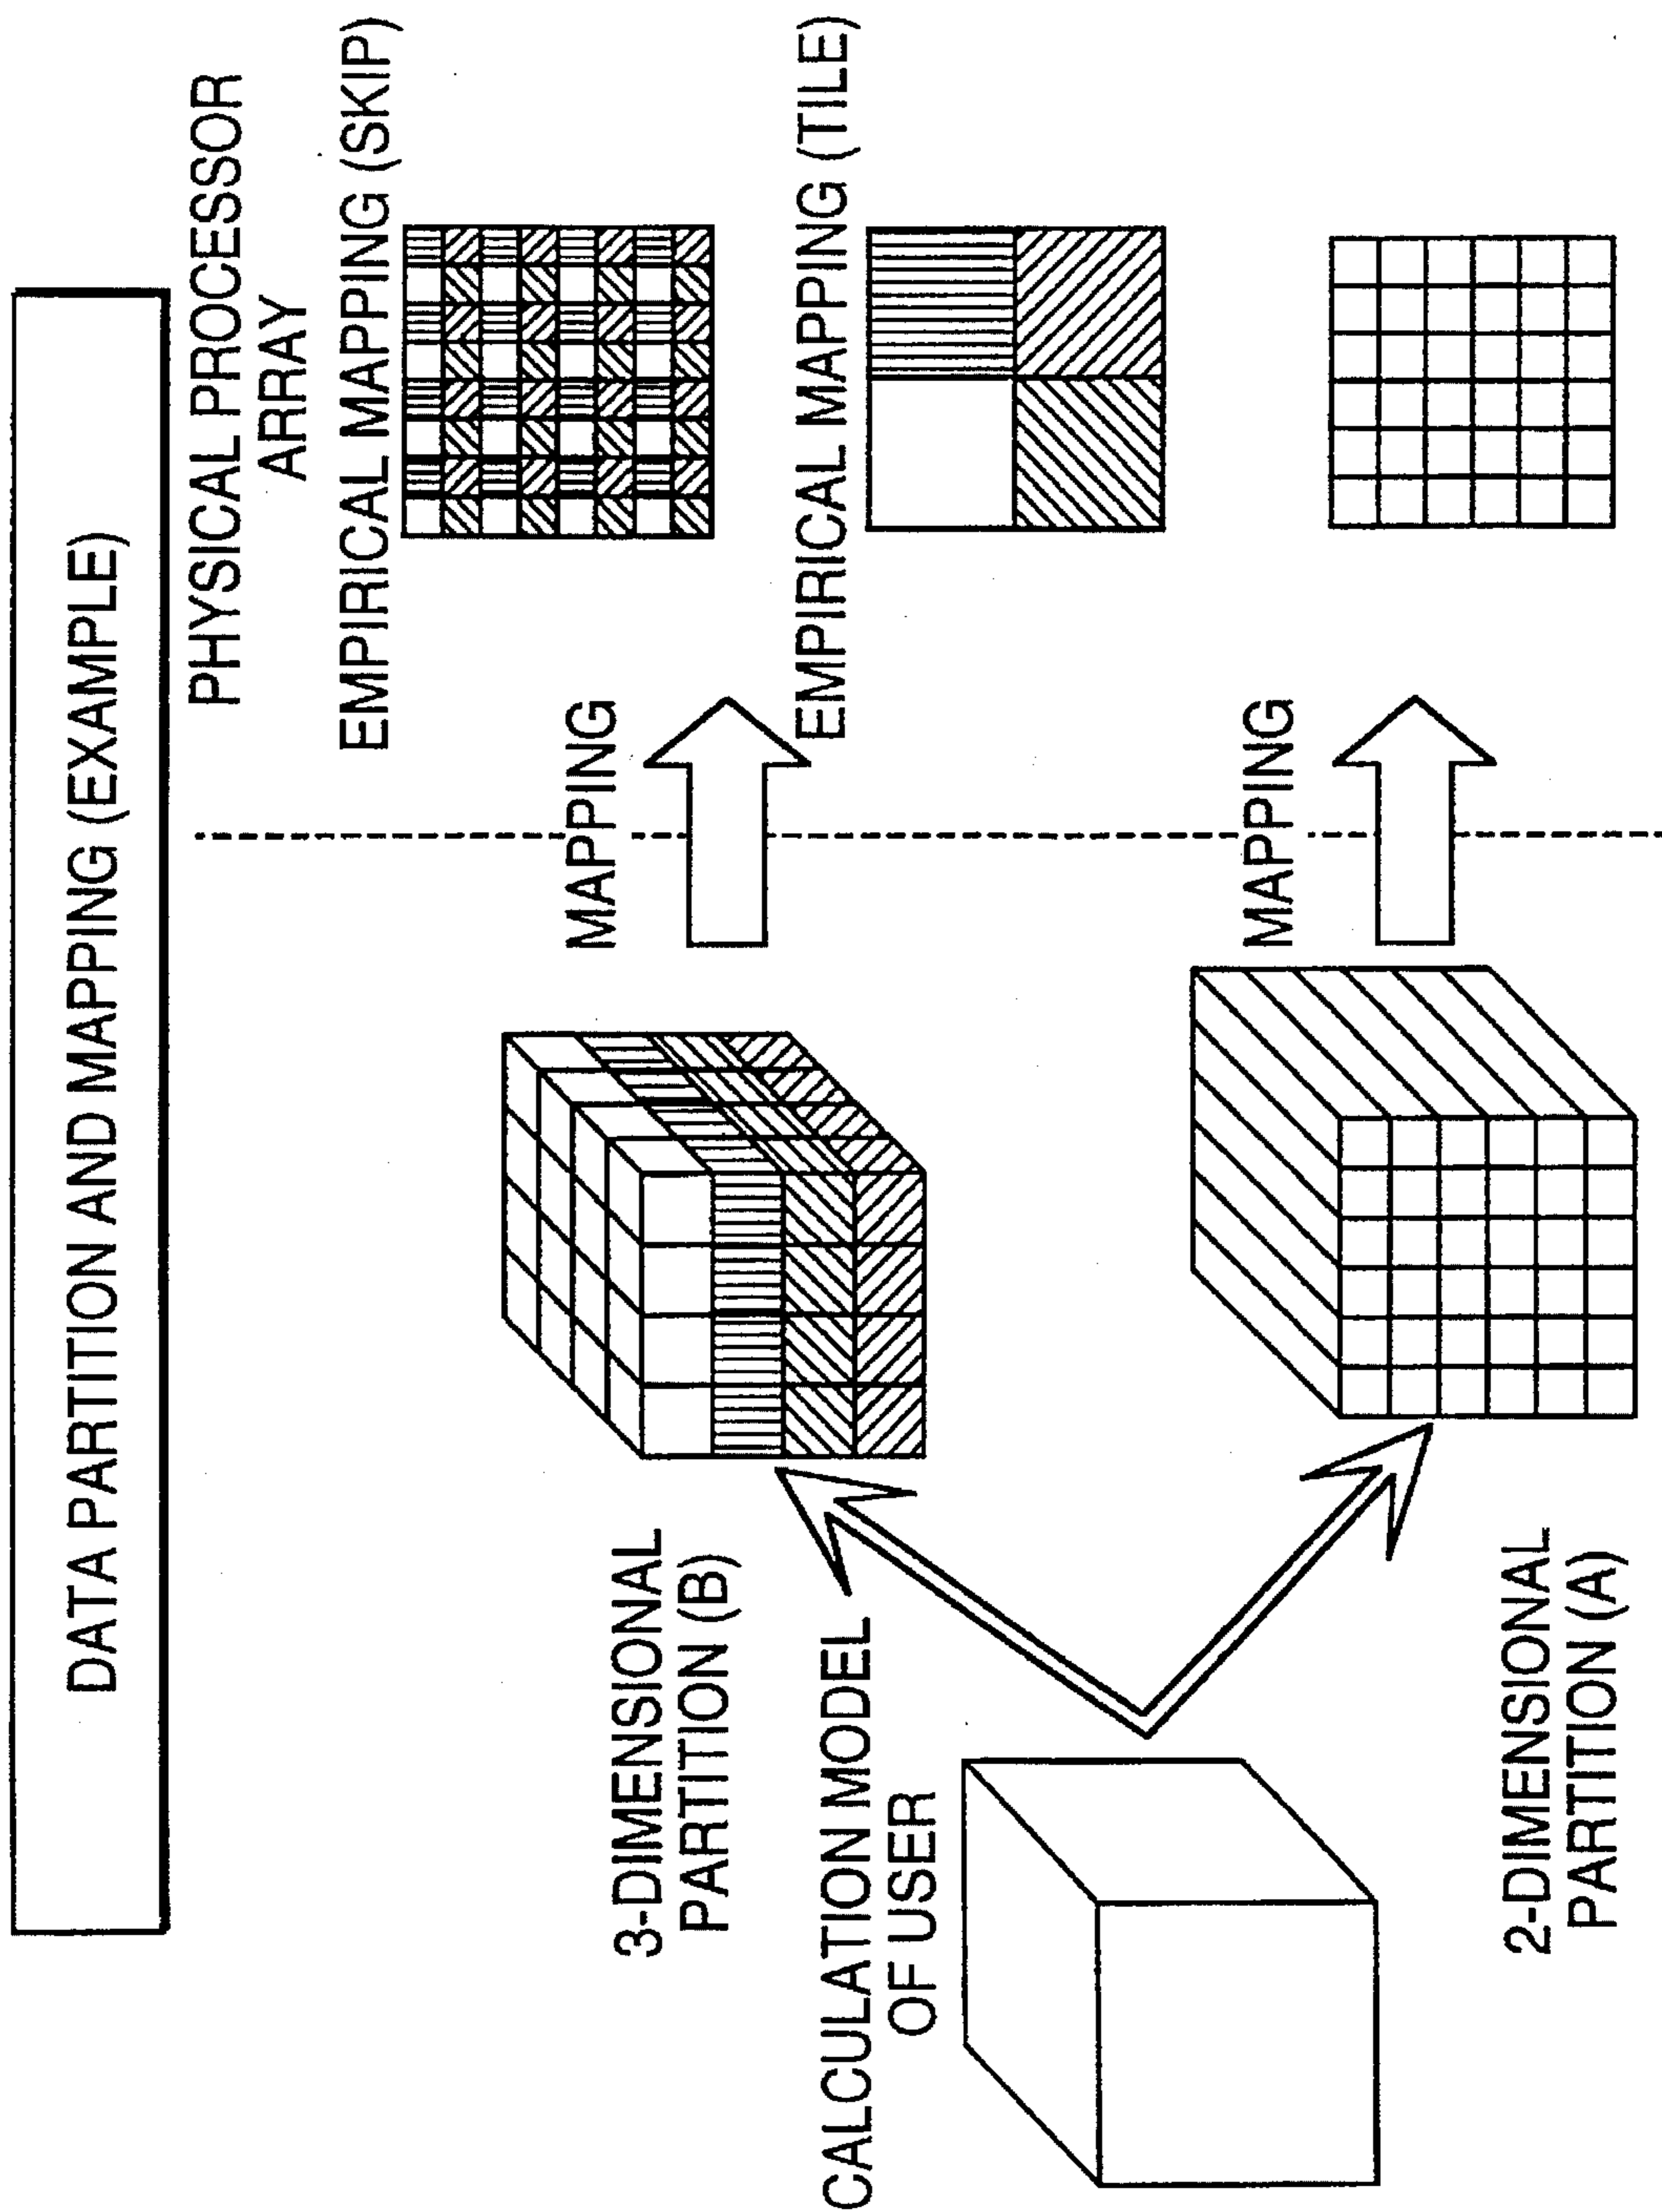 DATA PARTITION AND MAPPING (EXAMPLE)
PHYSICAL PROCESSOR
ARRAY
EMPIRICAL MAPPING (SKIP)
3-DIMENSIONAL
PARTITION (B)
MAPPING
EMPIRICAL MAPPING (TILE)
CALCULATION MODEL
OF USER
MAPPING
2-DIMENSIONAL
PARTITION (A)